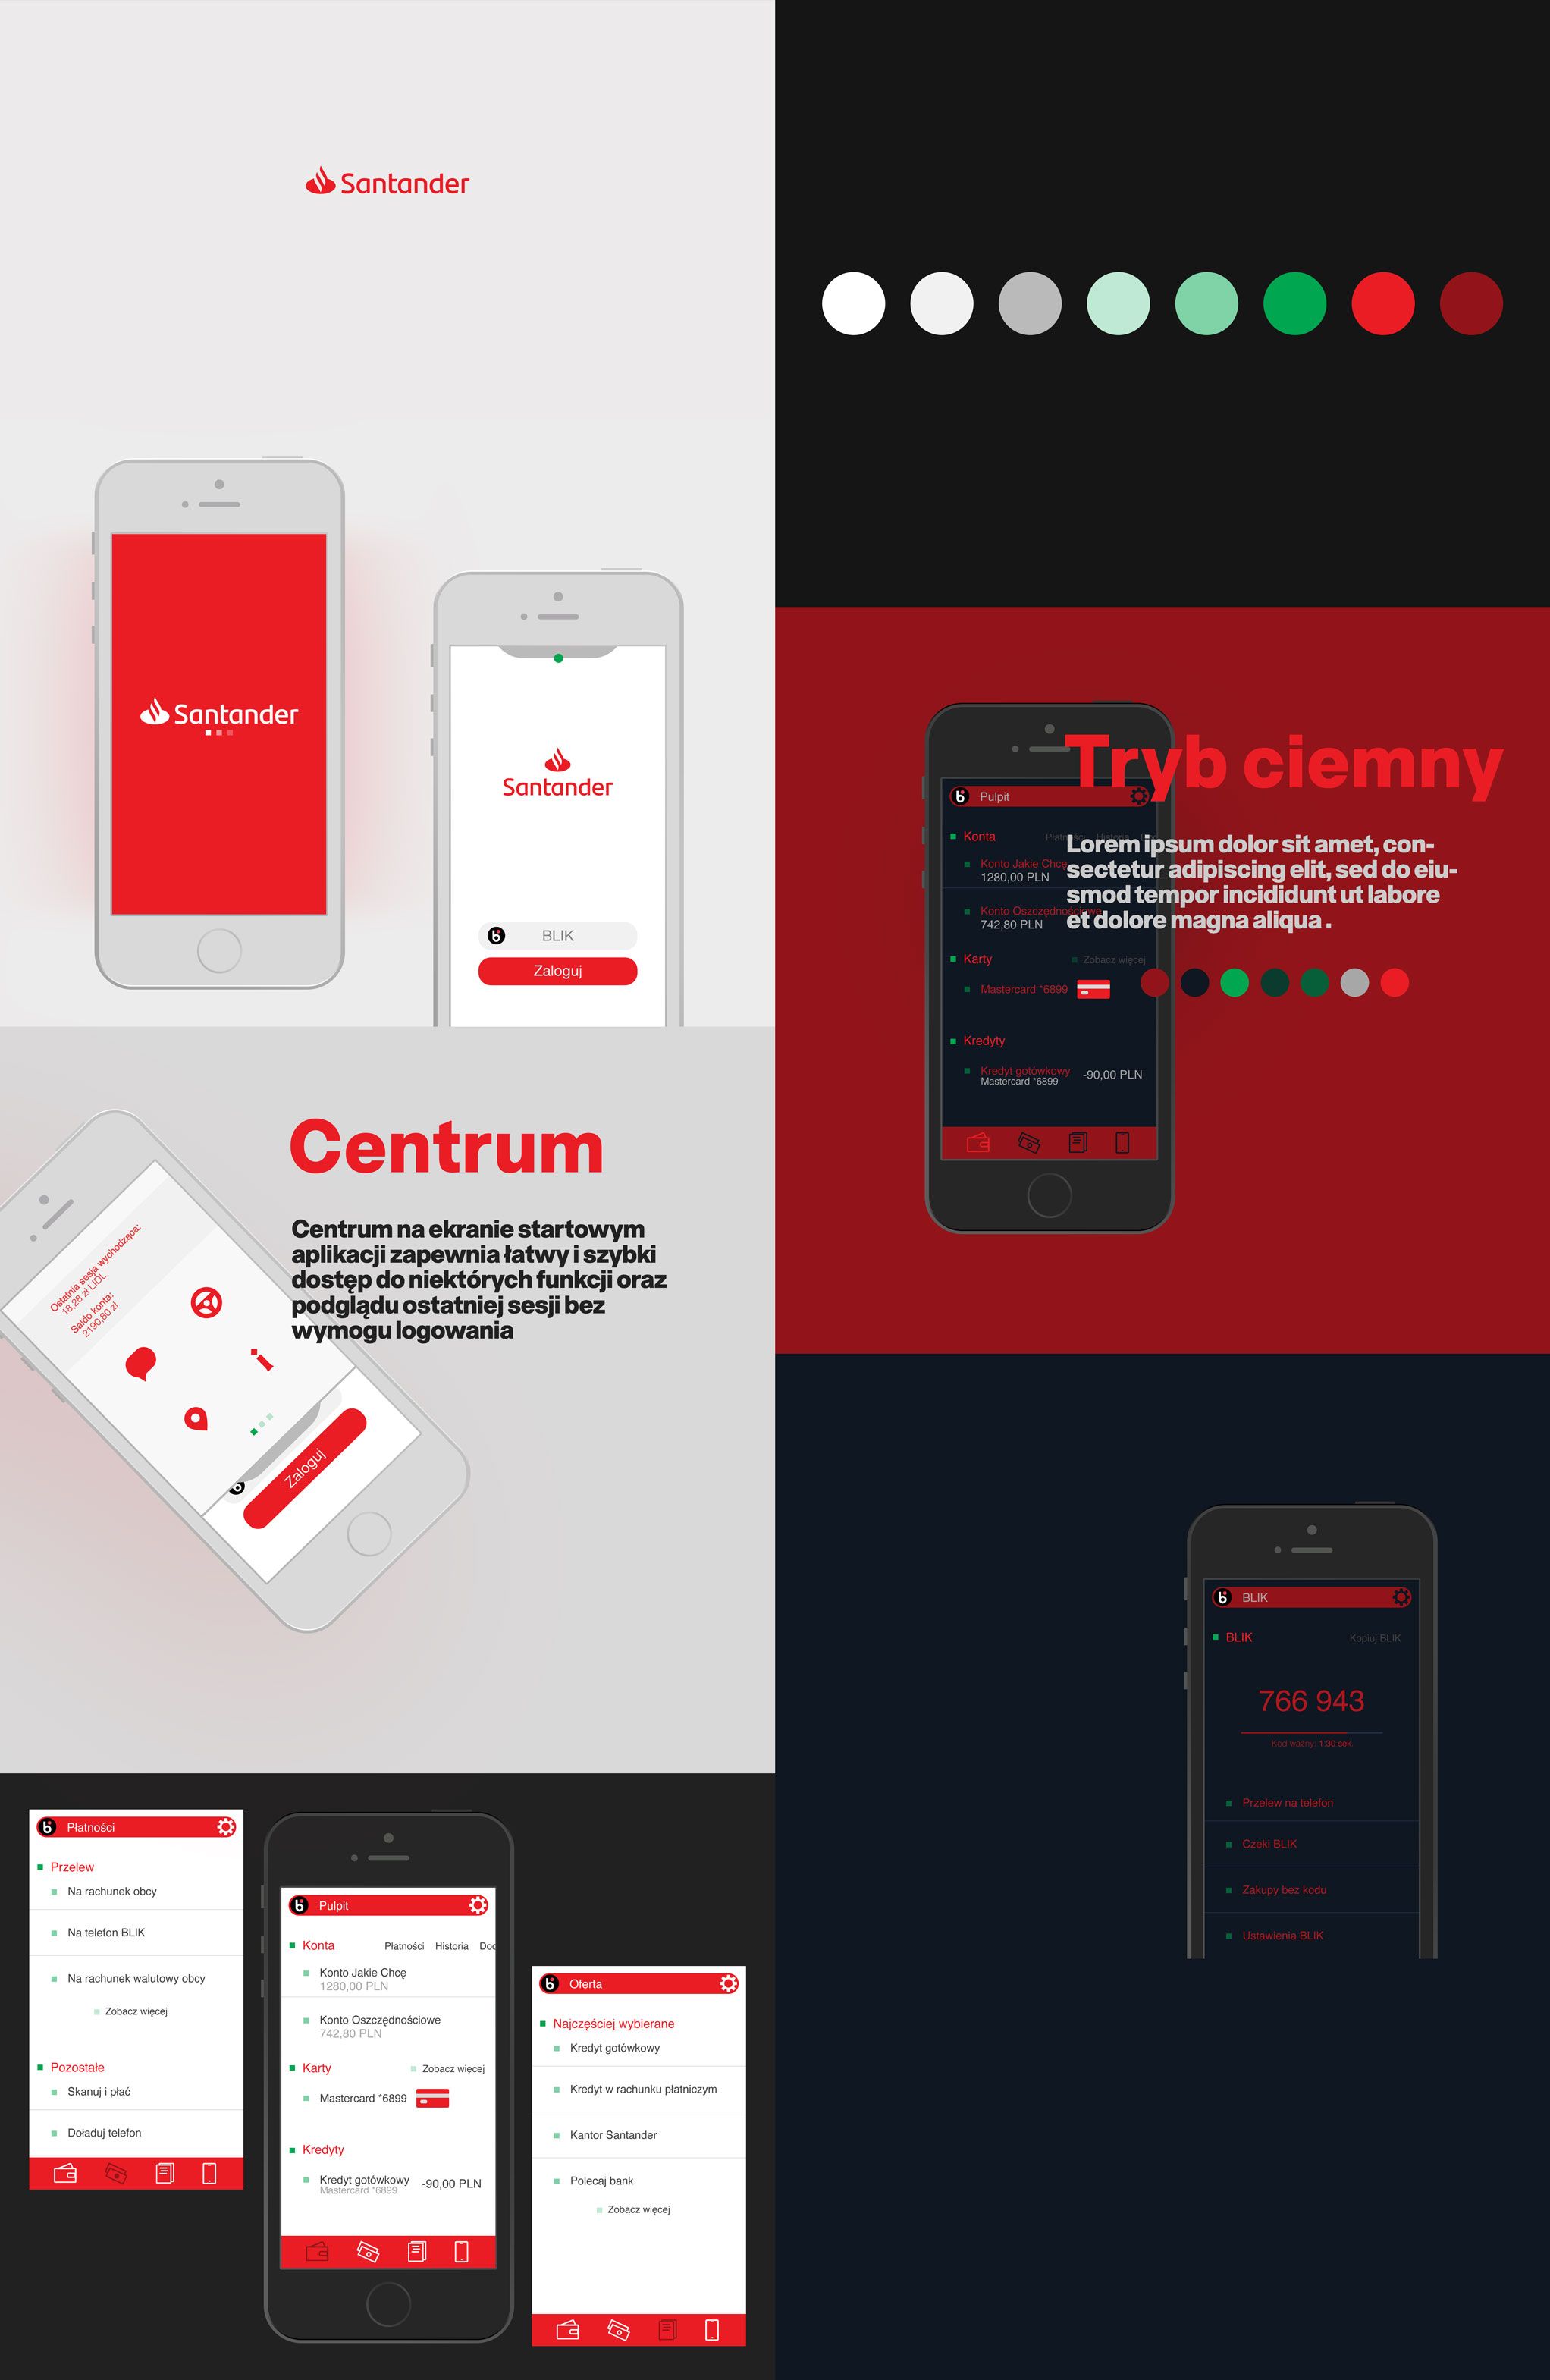 Santander
Santander
Santander
BLIK
Zaloguj
Centrum
Centrum na ekranie startowym
aplikacji zapewnia łatwy i szybki
dostęp do niektórych funkcji oraz
podglądu ostatniej sesji bez
wymogu logowania
Ostatnia sesja wychodząca:
18,28 zł LIDL
Saldo konta:
2190,80 zł
Zaloguj
Płatności
Przelew
Na rachunek obcy
Na telefon BLIK
Na rachunek walutowy obcy
Zobacz więcej
Pozostałe
Skanuj i płać
Doładuj telefon
Pulpit
Konta Płatności Historia Doc
Konto Jakie Chcę
1280,00 PLN
Konto Oszczędnościowe
742,80 PLN
Karty Zobacz więcej
Mastercard *6899
Kredyty
Kredyt gotówkowy -90,00 PLN
Mastercard *6899
Oferta
Najczęściej wybierane
Kredyt gotówkowy
Kredyt w rachunku płatniczym
Kantor Santander
Polecaj bank
Zobacz więcej
Tryb ciemny
Lorem ipsum dolor sit amet, con-
sectetur adipiscing elit, sed do eiu-
smod tempor incididunt ut labore
et dolore magna aliqua .
Pulpit
Konta Płatności Historia
Konto Jakie Chcę
1280,00 PLN
Konto Oszczędnościowe
742,80 PLN
Karty Zobacz więcej
Mastercard *6899
Kredyty
Kredyt gotówkowy -90,00 PLN
Mastercard *6899
BLIK
BLIK Kopiuj BLIK
766 943
Kod ważny: 1:30 sek.
Przelew na telefon
Czeki BLIK
Zakupy bez kodu
Ustawienia BLIK